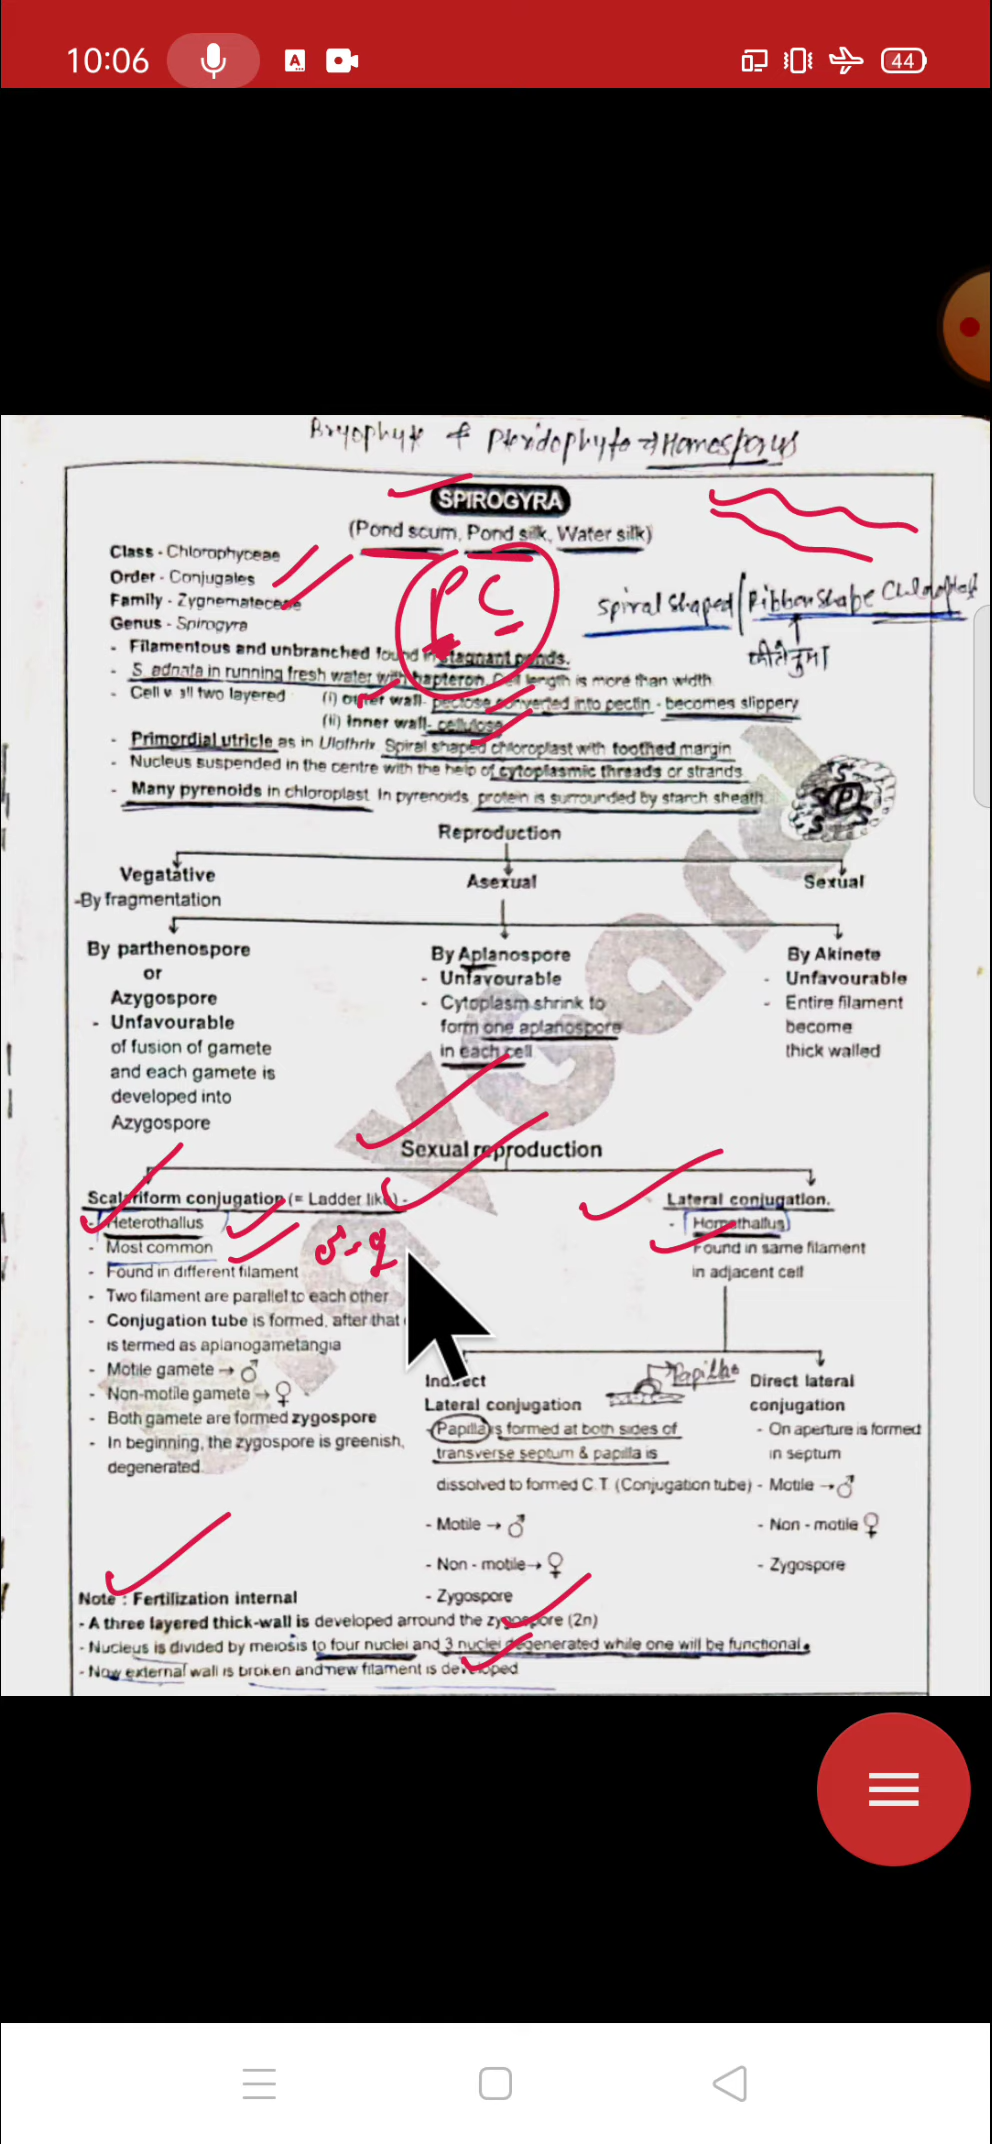 10:06
44
Bryophyte & Pteridophyta → Homosporus
SPIROGYRA
(Pond scum, Pond silk, Water silk)
Class - Chlorophyceae
Order - Conjugales
Family - Zygnemateceae
Genus - Spirogyra
P C
Spiral shaped / Ribbon shape Chloroplast
- Filamentous and unbranched found in stagnant ponds.
- S. adnata in running fresh water with hapteron. Cell length is more than width
- Cell wall two layered (i) outer wall- pectose converted into pectin - becomes slippery
(ii) Inner wall- cellulose
- Primordial utricle as in Ulothrix. Spiral shaped chloroplast with toothed margin
- Nucleus suspended in the centre with the help of cytoplasmic threads or strands
- Many pyrenoids in chloroplast. In pyrenoids, protein is surrounded by starch sheath.
S P S S S
Reproduction
Vegatative Asexual Sexual
-By fragmentation
By parthenospore By Aplanospore By Akinete
or - Unfavourable - Unfavourable
Azygospore - Cytoplasm shrink to - Entire filament
- Unfavourable form one aplanospore become
of fusion of gamete in each cell thick walled
and each gamete is
developed into
Azygospore
Sexual reproduction
Scalariform conjugation (= Ladder like) - Lateral conjugation.
- Heterothallus - Homothallus
- Most common ♂ - ♀ - Found in same filament
- Found in different filament in adjacent cell
- Two filament are parallel to each other
- Conjugation tube is formed, after that
is termed as aplanogametangia
- Motile gamete → ♂
- Non-motile gamete → ♀
- Both gamete are formed zygospore
- In beginning, the zygospore is greenish,
degenerated
Papilla
Indirect Direct lateral
Lateral conjugation conjugation
- Papilla is formed at both sides of - On aperture is formed
transverse septum & papilla is in septum
dissolved to formed C.T. (Conjugation tube) - Motile → ♂
- Motile → ♂ - Non - motile ♀
- Non - motile → ♀ - Zygospore
- Zygospore
Note : Fertilization internal
- A three layered thick-wall is developed arround the zygospore (2n)
- Nucleus is divided by meiosis to four nuclei and 3 nuclei degenerated while one will be functional.
- Now external wall is broken and new filament is developed